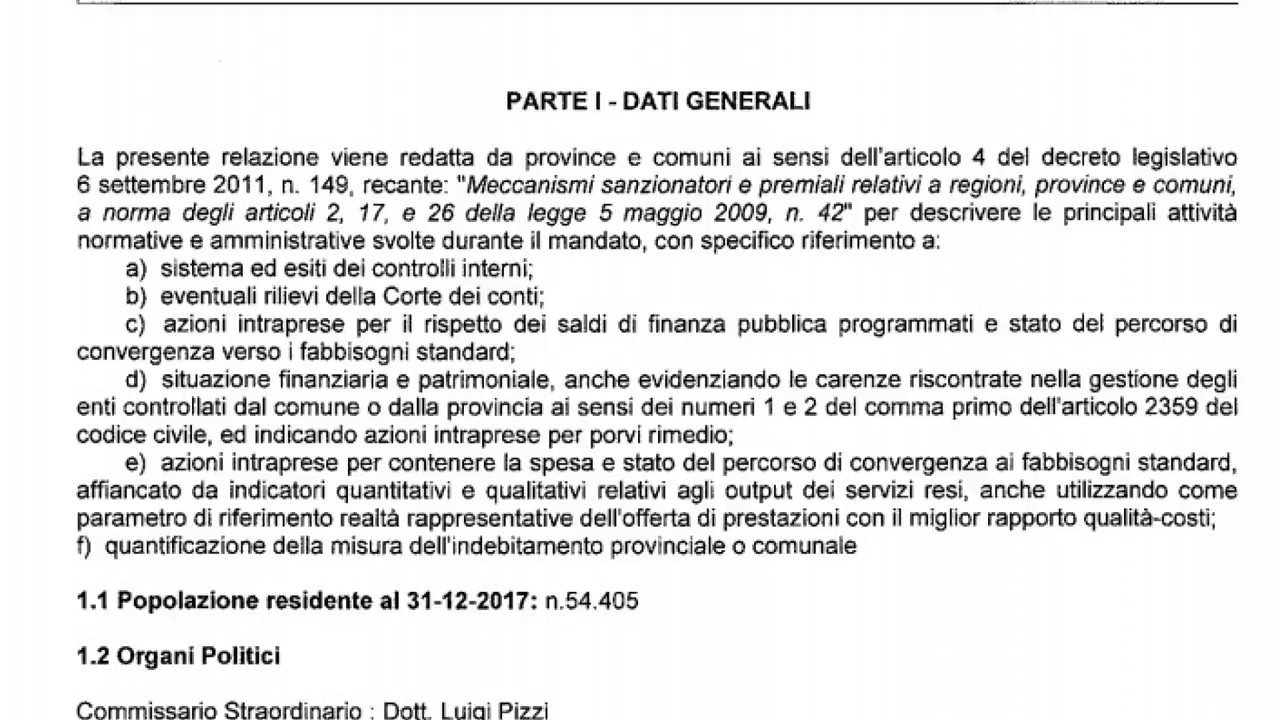 PARTE I - DATI GENERALI
La presente relazione viene redatta da province e comuni ai sensi dell'articolo 4 del decreto legislativo
6 settembre 2011, n. 149, recante: "Meccanismi sanzionatori e premiali relativi a regioni, province e comuni,
a norma degli articoli 2, 17, e 26 della legge 5 maggio 2009, n. 42" per descrivere le principali attività
normative e amministrative svolte durante il mandato, con specifico riferimento a:
a) sistema ed esiti dei controlli interni;
b) eventuali rilievi della Corte dei conti;
c) azioni intraprese per il rispetto dei saldi di finanza pubblica programmati e stato del percorso di
convergenza verso i fabbisogni standard;
d) situazione finanziaria e patrimoniale, anche evidenziando le carenze riscontrate nella gestione degli
enti controllati dal comune o dalla provincia ai sensi dei numeri 1 e 2 del comma primo dell'articolo 2359 del
codice civile, ed indicando azioni intraprese per porvi rimedio;
e) azioni intraprese per contenere la spesa e stato del percorso di convergenza ai fabbisogni standard,
affiancato da indicatori quantitativi e qualitativi relativi agli output dei servizi resi, anche utilizzando come
parametro di riferimento realtà rappresentative dell'offerta di prestazioni con il miglior rapporto qualità-costi;
f) quantificazione della misura dell'indebitamento provinciale o comunale
1.1 Popolazione residente al 31-12-2017: n.54.405
1.2 Organi Politici
Commissario Straordinario : Dott. Luigi Pizzi